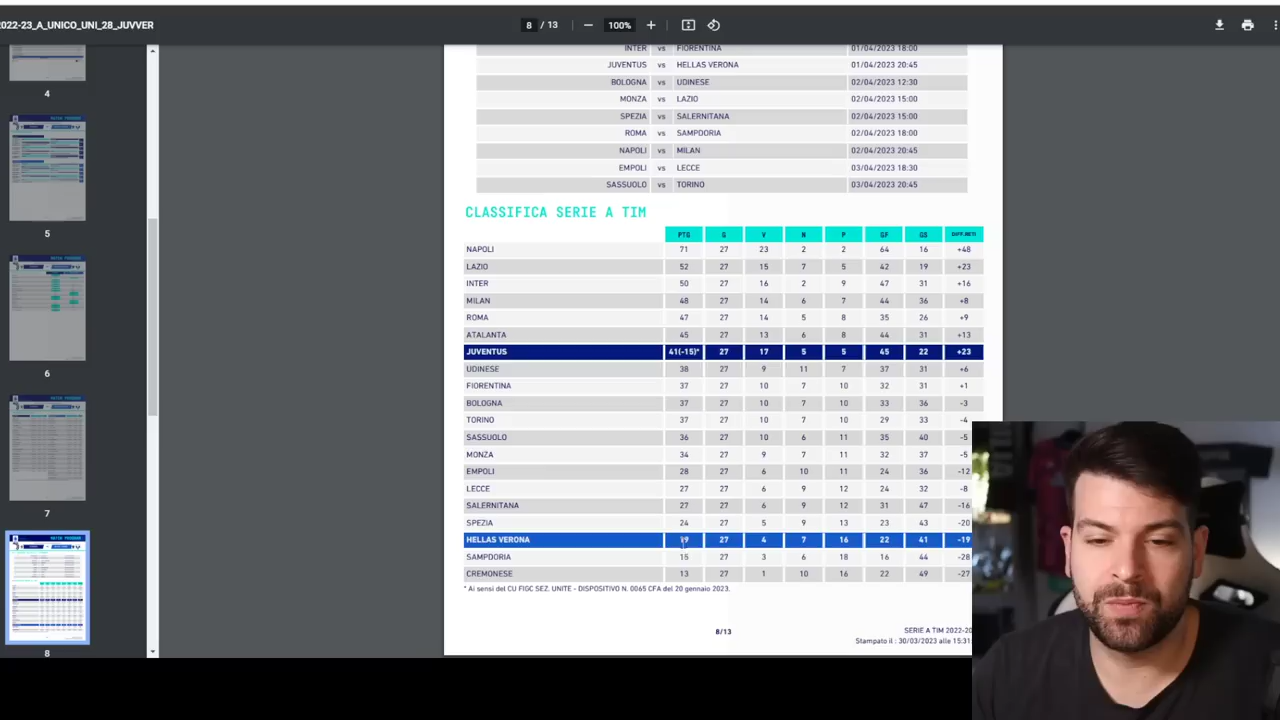 2022-23_A_UNICO_UNI_28_JUVVER
8 / 13
100%
4
5
6
7
8
INTER vs FIORENTINA 01/04/2023 18:00
JUVENTUS vs HELLAS VERONA 01/04/2023 20:45
BOLOGNA vs UDINESE 02/04/2023 12:30
MONZA vs LAZIO 02/04/2023 15:00
SPEZIA vs SALERNITANA 02/04/2023 15:00
ROMA vs SAMPDORIA 02/04/2023 18:00
NAPOLI vs MILAN 02/04/2023 20:45
EMPOLI vs LECCE 03/04/2023 18:30
SASSUOLO vs TORINO 03/04/2023 20:45
CLASSIFICA SERIE A TIM
PTG G V N P GF GS DIFF.RETI
NAPOLI 71 27 23 2 2 64 16 +48
LAZIO 52 27 15 7 5 42 19 +23
INTER 50 27 16 2 9 47 31 +16
MILAN 48 27 14 6 7 44 36 +8
ROMA 47 27 14 5 8 35 26 +9
ATALANTA 45 27 13 6 8 44 31 +13
JUVENTUS 41(-15)* 27 17 5 5 45 22 +23
UDINESE 38 27 9 11 7 37 31 +6
FIORENTINA 37 27 10 7 10 32 31 +1
BOLOGNA 37 27 10 7 10 33 36 -3
TORINO 37 27 10 7 10 29 33 -4
SASSUOLO 36 27 10 6 11 35 40 -5
MONZA 34 27 9 7 11 32 37 -5
EMPOLI 28 27 6 10 11 24 36 -12
LECCE 27 27 6 9 12 24 32 -8
SALERNITANA 27 27 6 9 12 31 47 -16
SPEZIA 24 27 5 9 13 23 43 -20
HELLAS VERONA 19 27 4 7 16 22 41 -19
SAMPDORIA 15 27 3 6 18 16 44 -28
CREMONESE 13 27 1 10 16 22 49 -27
* Ai sensi del CU FIGC SEZ. UNITE - DISPOSITIVO N. 0065 CFA del 20 gennaio 2023.
8/13
SERIE A TIM 2022-20
Stampato il : 30/03/2023 alle 15:31